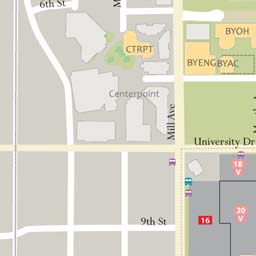 6th St
M
BYOH
CTRPT
BYENG
BYAC
Centerpoint
Mill Ave
University Dr
18
V
16
20
V
9th St